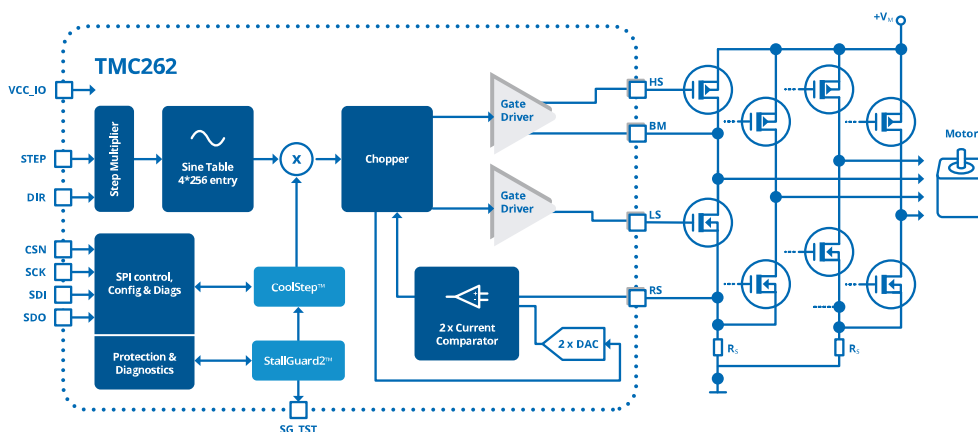 +VM
TMC262
VCC_IO
HS
Gate
Driver
BM
STEP
Step Multiplier
Sine Table
4*256 entry
x
Chopper
Motor
DIR
Gate
Driver
LS
CSN
SCK
SDI
SDO
SPI control,
Config & Diags
CoolStep™
RS
2 x Current
Comparator
2 x DAC
RS
RS
Protection &
Diagnostics
StallGuard2™
SG_TST